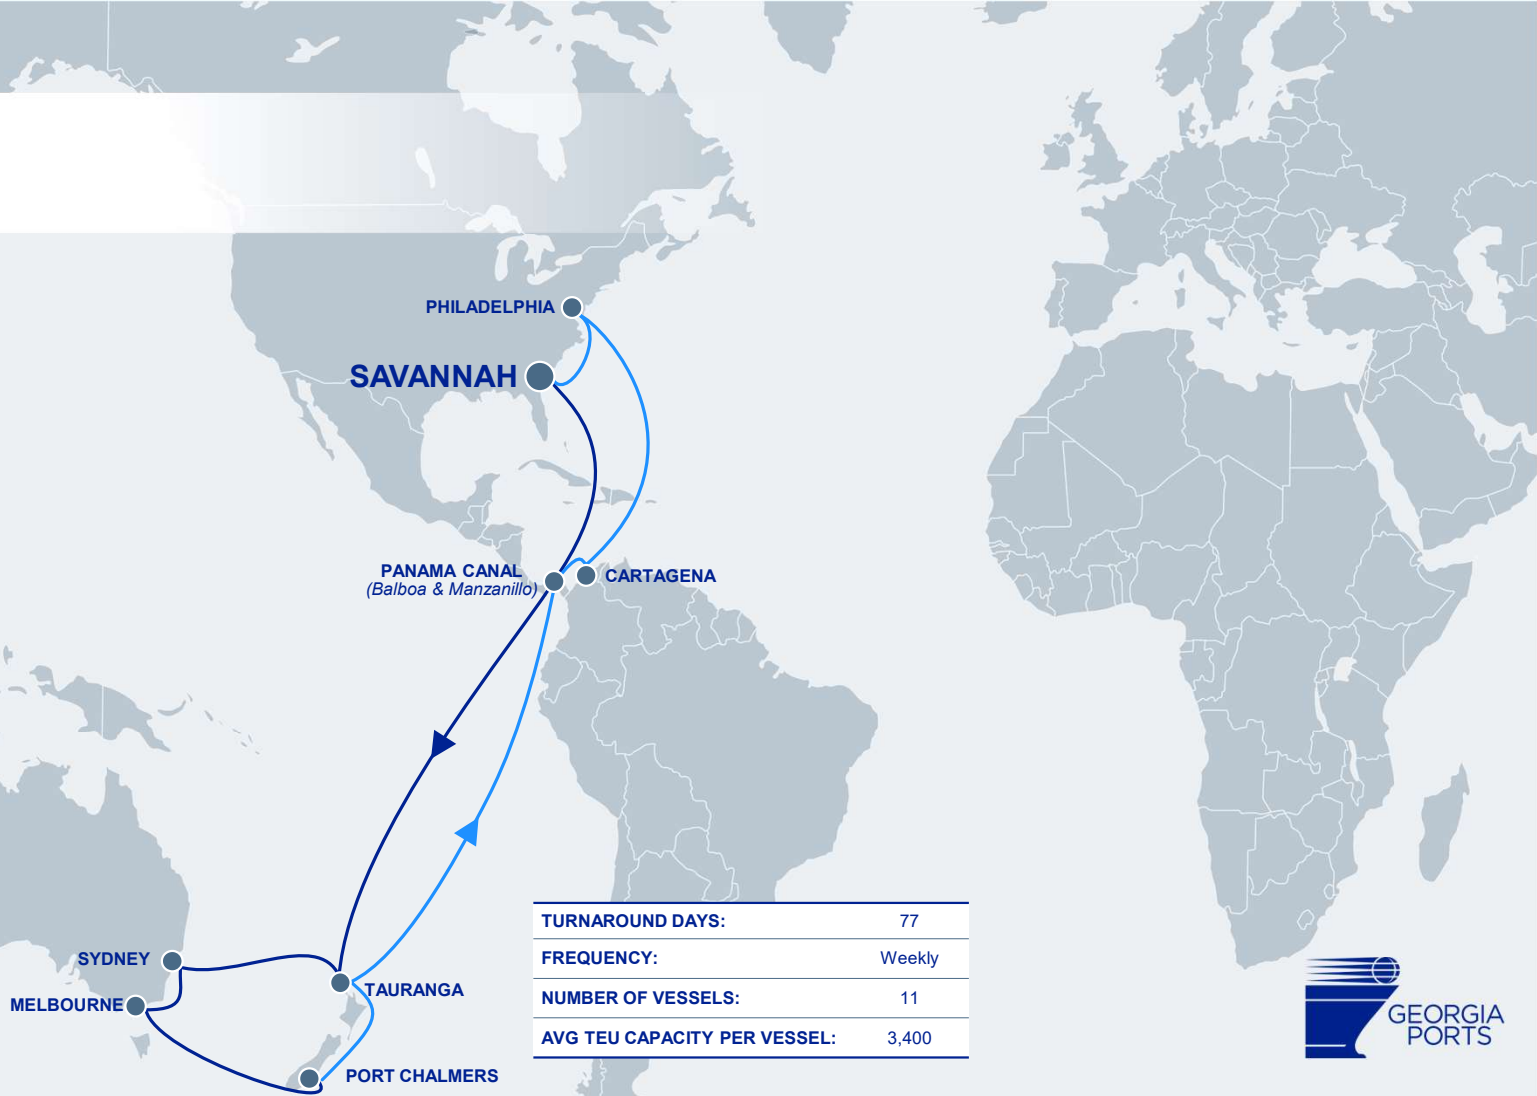 PHILADELPHIA
SAVANNAH
PANAMA CANAL
(Balboa & Manzanillo)
CARTAGENA
SYDNEY
MELBOURNE
TAURANGA
PORT CHALMERS
TURNAROUND DAYS: 77
FREQUENCY: Weekly
NUMBER OF VESSELS: 11
AVG TEU CAPACITY PER VESSEL: 3,400
GEORGIA
PORTS